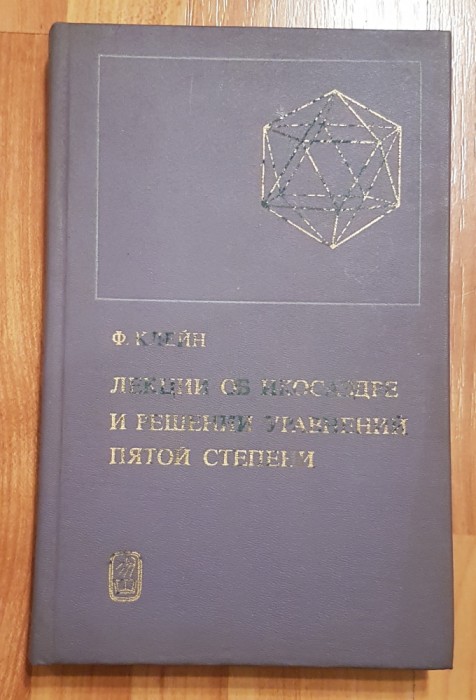 Ф. КЛЕЙН
ЛЕКЦИИ ОБ ИКОСАЭДРЕ
И РЕШЕНИИ УРАВНЕНИЙ
ПЯТОЙ СТЕПЕНИ